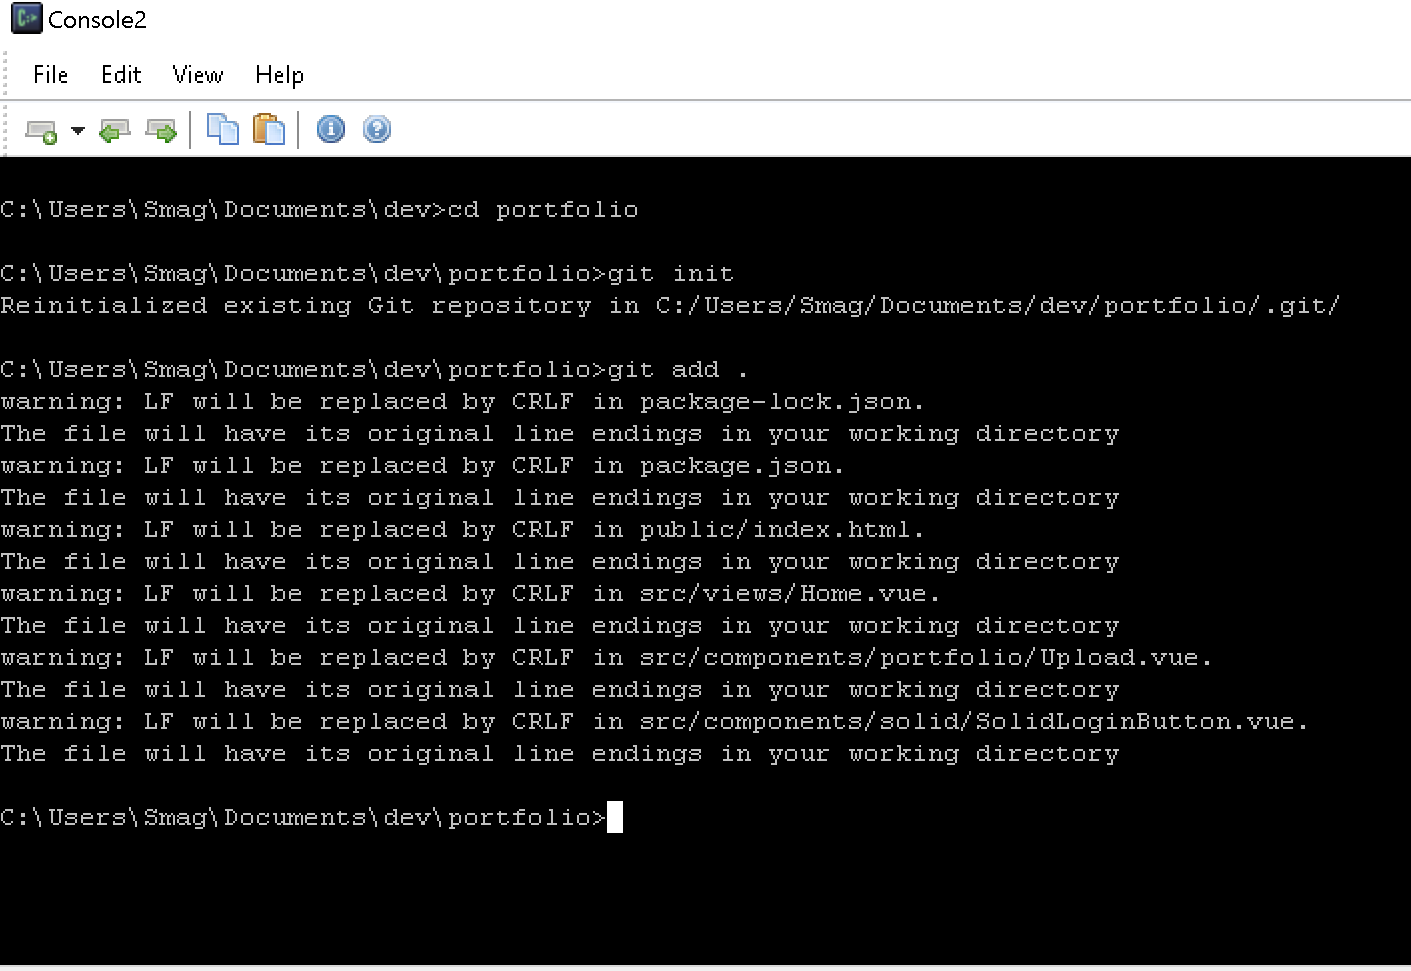 Console2
File Edit View Help
C:\Users\Smag\Documents\dev>cd portfolio
C:\Users\Smag\Documents\dev\portfolio>git init
Reinitialized existing Git repository in C:/Users/Smag/Documents/dev/portfolio/.git/
C:\Users\Smag\Documents\dev\portfolio>git add .
warning: LF will be replaced by CRLF in package-lock.json.
The file will have its original line endings in your working directory
warning: LF will be replaced by CRLF in package.json.
The file will have its original line endings in your working directory
warning: LF will be replaced by CRLF in public/index.html.
The file will have its original line endings in your working directory
warning: LF will be replaced by CRLF in src/views/Home.vue.
The file will have its original line endings in your working directory
warning: LF will be replaced by CRLF in src/components/portfolio/Upload.vue.
The file will have its original line endings in your working directory
warning: LF will be replaced by CRLF in src/components/solid/SolidLoginButton.vue.
The file will have its original line endings in your working directory
C:\Users\Smag\Documents\dev\portfolio>